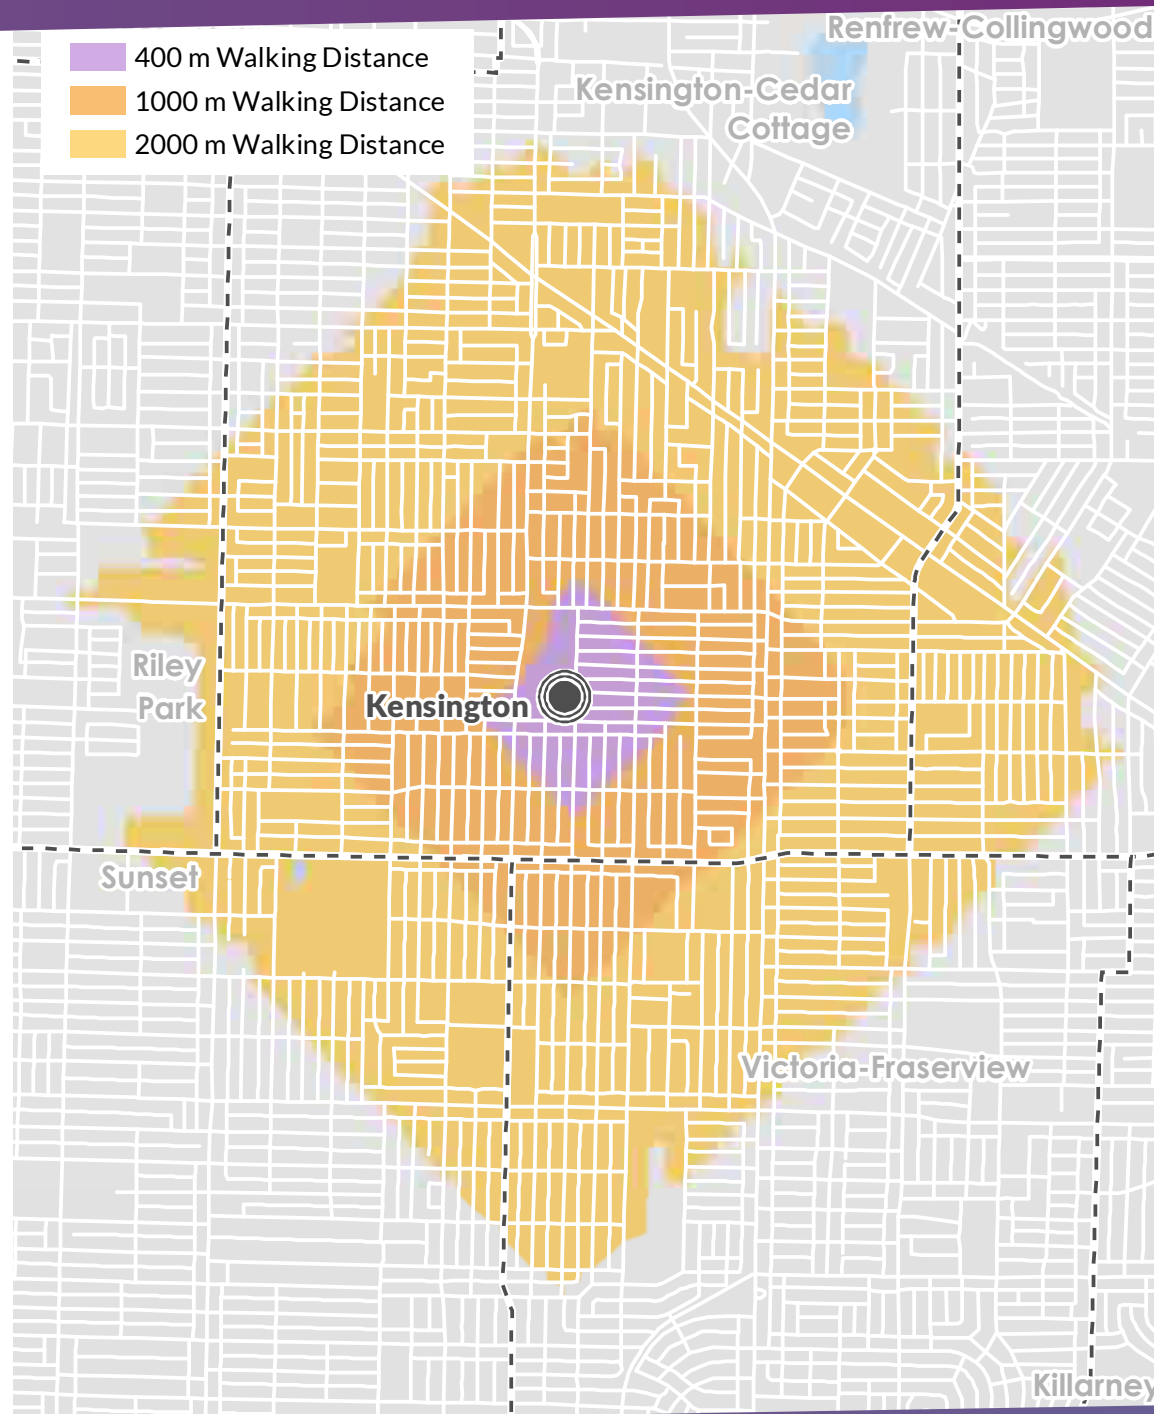 Renfrew-Collingwood
400 m Walking Distance
1000 m Walking Distance
2000 m Walking Distance
Kensington-Cedar
Cottage
Riley
Park
Kensington
Sunset
Victoria-Fraserview
Killarney